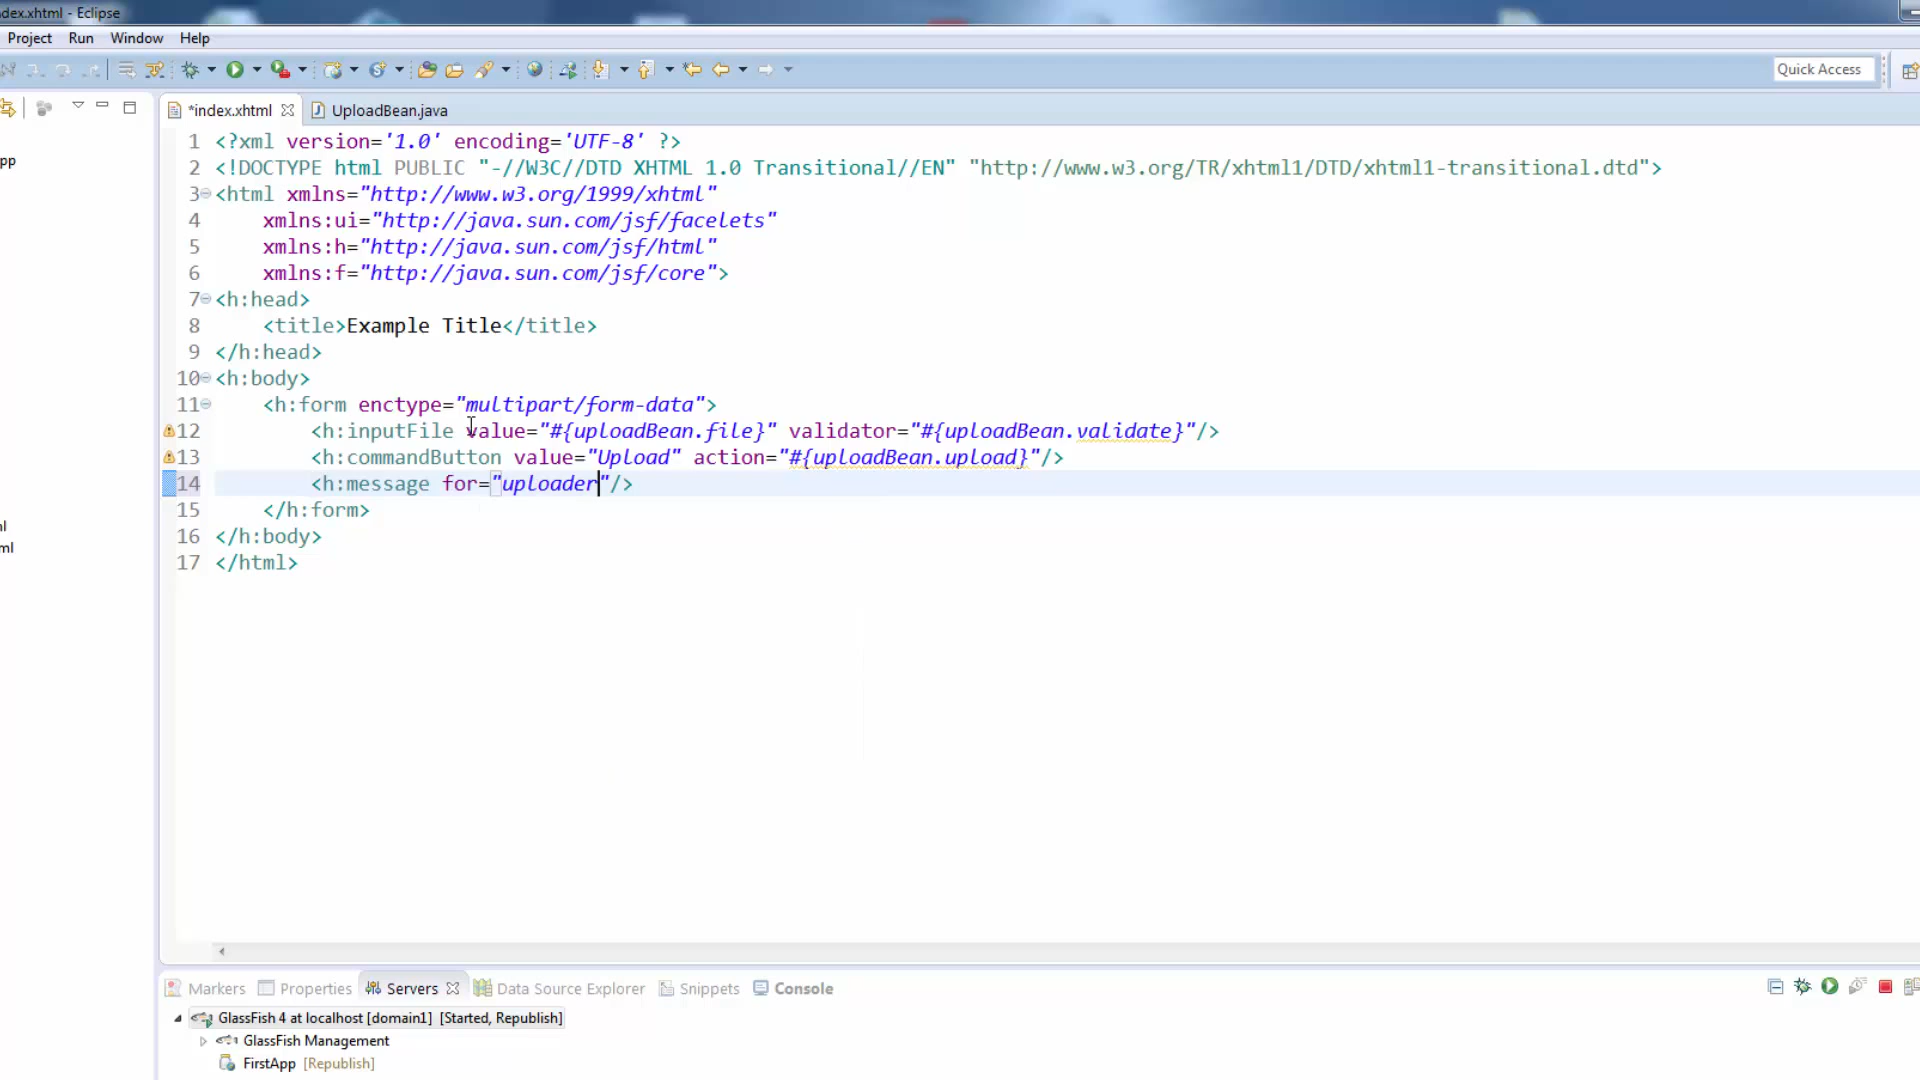 dex.xhtml - Eclipse
Project Run Window Help
Quick Access
*index.xhtml UploadBean.java
pp
ml
ml
1 <?xml version='1.0' encoding='UTF-8' ?>
2 <!DOCTYPE html PUBLIC "-//W3C//DTD XHTML 1.0 Transitional//EN" "http://www.w3.org/TR/xhtml1/DTD/xhtml1-transitional.dtd">
3 <html xmlns="http://www.w3.org/1999/xhtml"
4 xmlns:ui="http://java.sun.com/jsf/facelets"
5 xmlns:h="http://java.sun.com/jsf/html"
6 xmlns:f="http://java.sun.com/jsf/core">
7 <h:head>
8 <title>Example Title</title>
9 </h:head>
10 <h:body>
11 <h:form enctype="multipart/form-data">
12 <h:inputFile value="#{uploadBean.file}" validator="#{uploadBean.validate}"/>
13 <h:commandButton value="Upload" action="#{uploadBean.upload}"/>
14 <h:message for="uploader"/>
15 </h:form>
16 </h:body>
17 </html>
Markers Properties Servers Data Source Explorer Snippets Console
GlassFish 4 at localhost [domain1] [Started, Republish]
GlassFish Management
FirstApp [Republish]